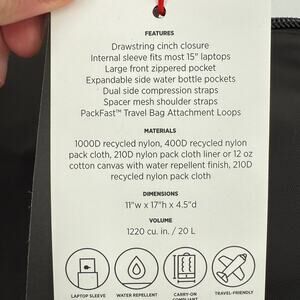 FEATURES
Drawstring cinch closure
Internal sleeve fits most 15" laptops
Large front zippered pocket
Expandable side water bottle pockets
Dual side compression straps
Spacer mesh shoulder straps
PackFast™ Travel Bag Attachment Loops
MATERIALS
1000D recycled nylon, 400D recycled nylon
pack cloth, 210D nylon pack cloth liner or 12 oz
cotton canvas with water repellent finish, 210D
recycled nylon pack cloth
DIMENSIONS
11"w x 17"h x 4.5"d
VOLUME
1220 cu. in. / 20 L
LAPTOP SLEEVE
WATER REPELLENT
CARRY-ON
COMPLIANT
TRAVEL-FRIENDLY